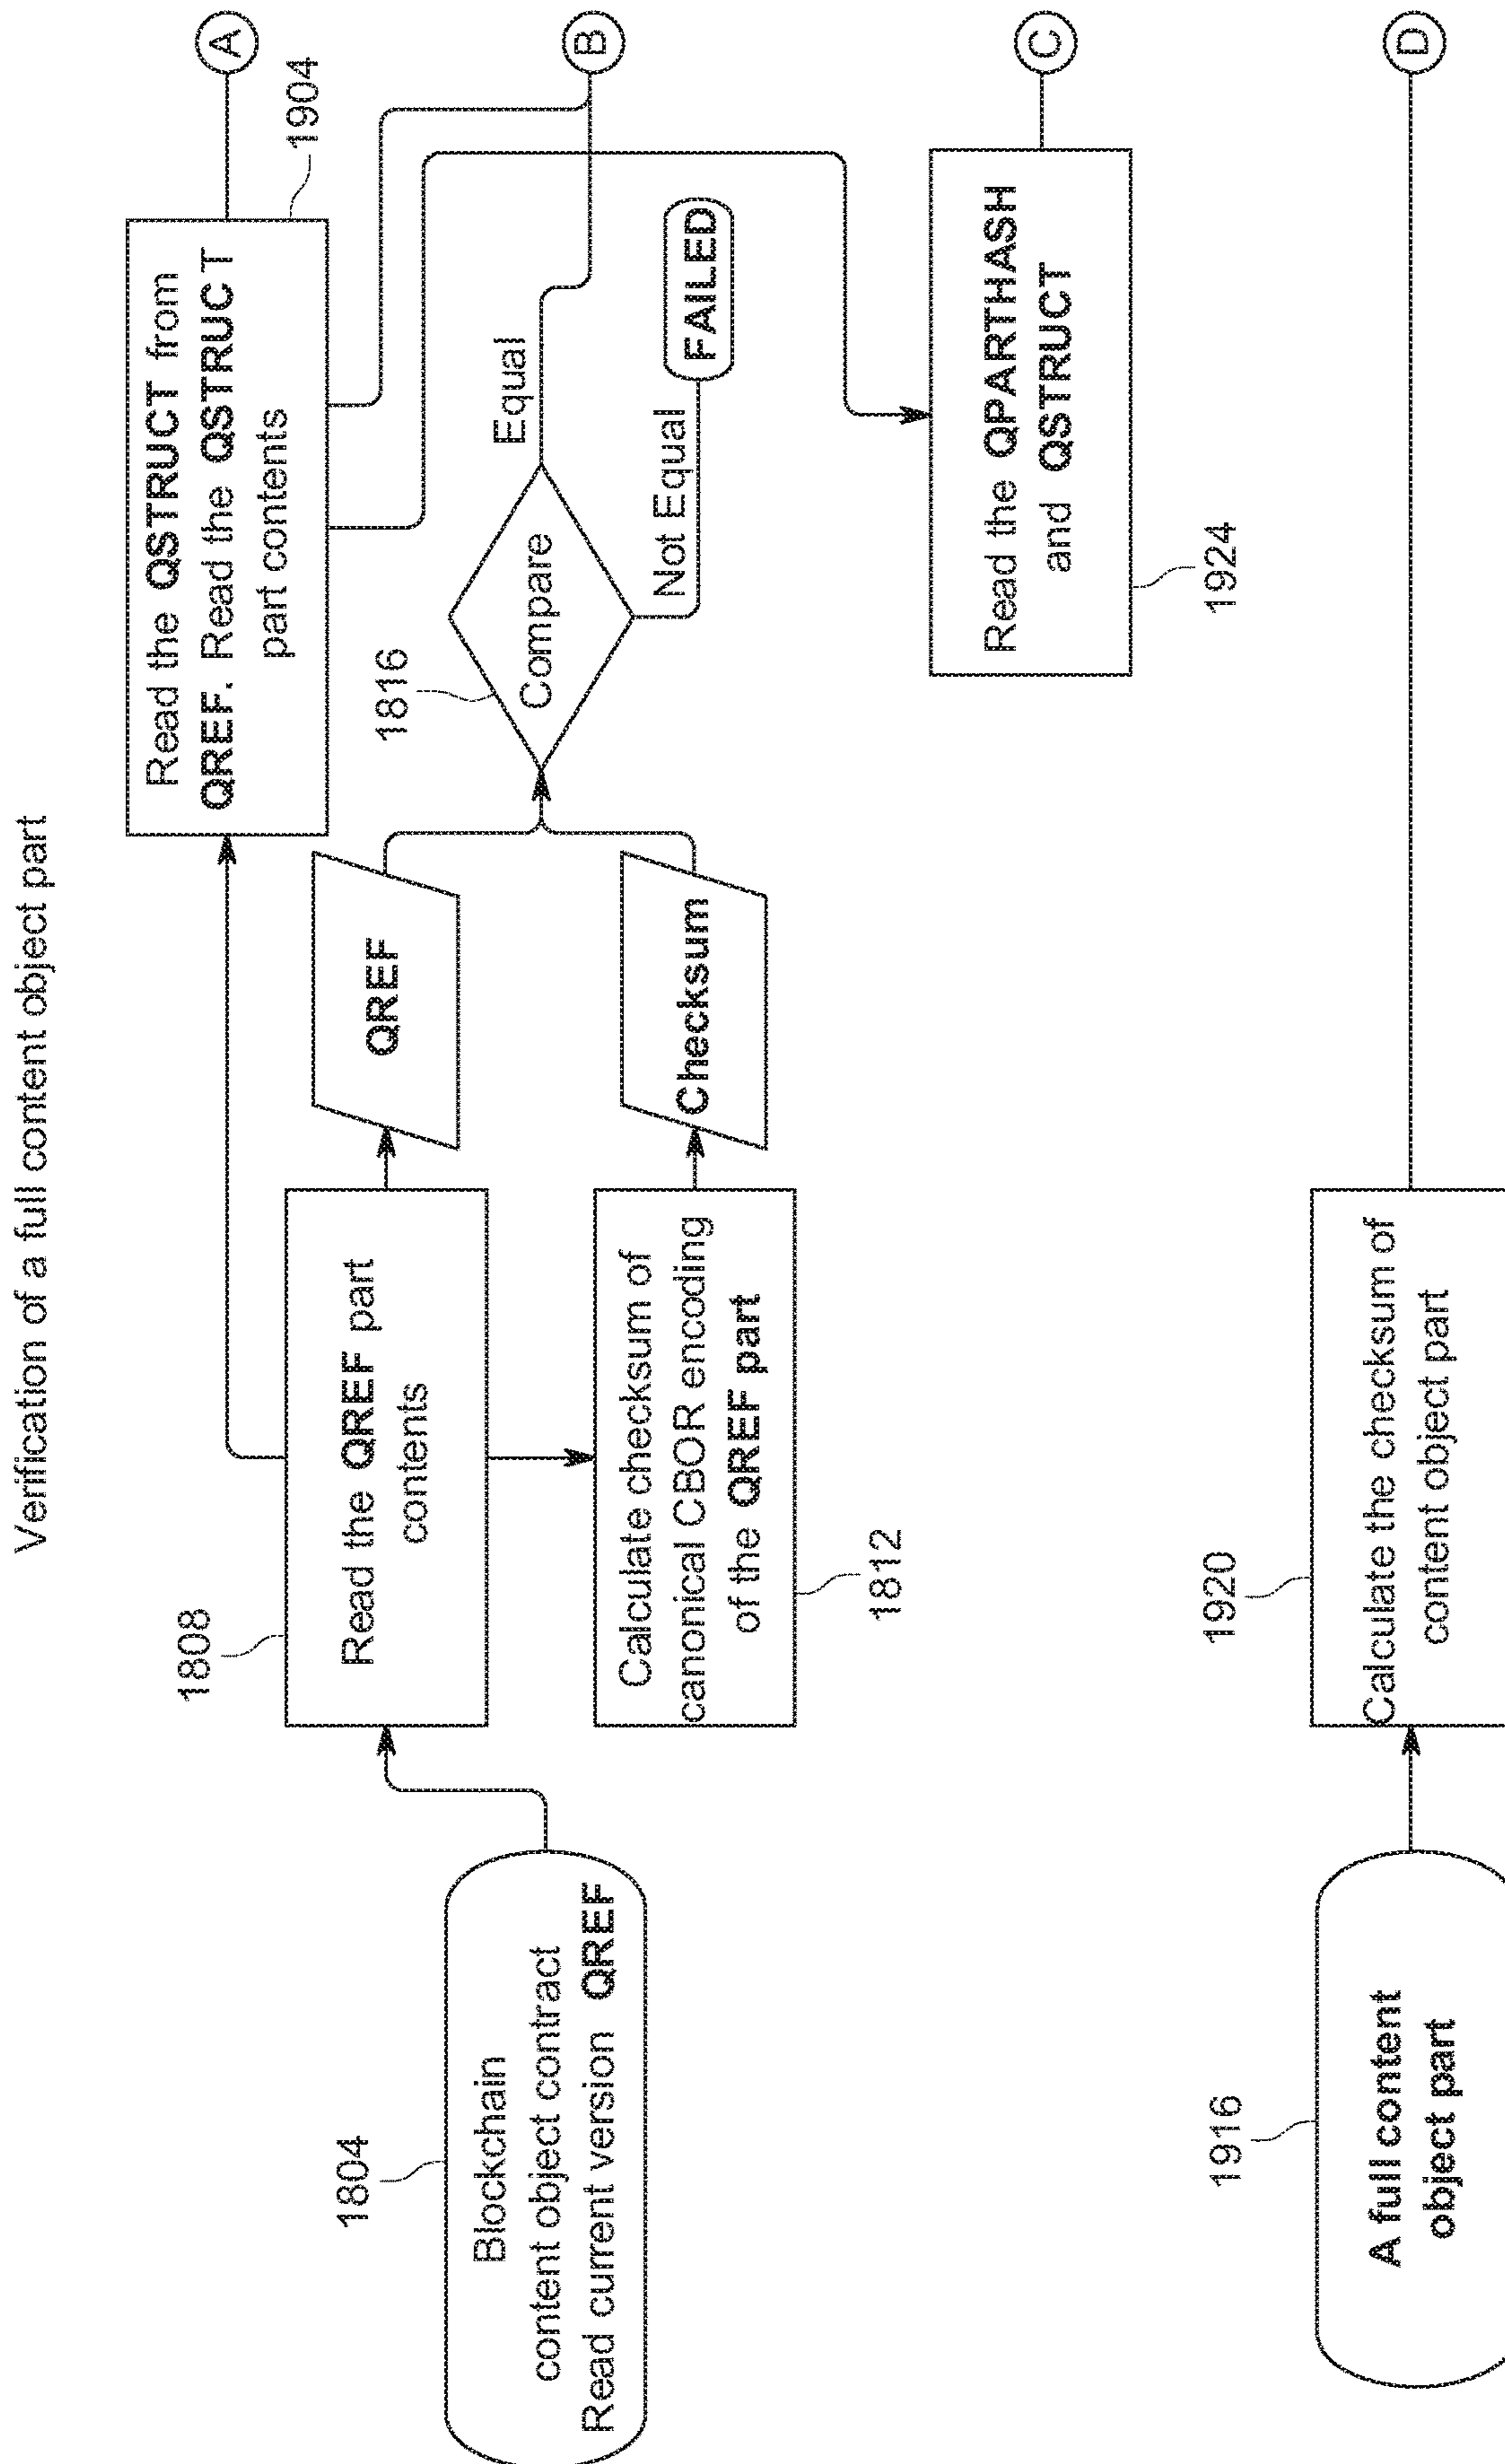 Verification of a full content object part
1804
Blockchain
content object contract
Read current version QREF
1808
Read the QREF part
contents
QREF
Read the QSTRUCT from
QREF. Read the QSTRUCT
part contents
1904
A
Calculate checksum of
canonical CBOR encoding
of the QREF part
1812
Checksum
1816
Compare
Equal
Not Equal
FAILED
B
Read the QPARTHASH
and QSTRUCT
1924
C
1916
A full content
object part
1920
Calculate the checksum of
content object part
D